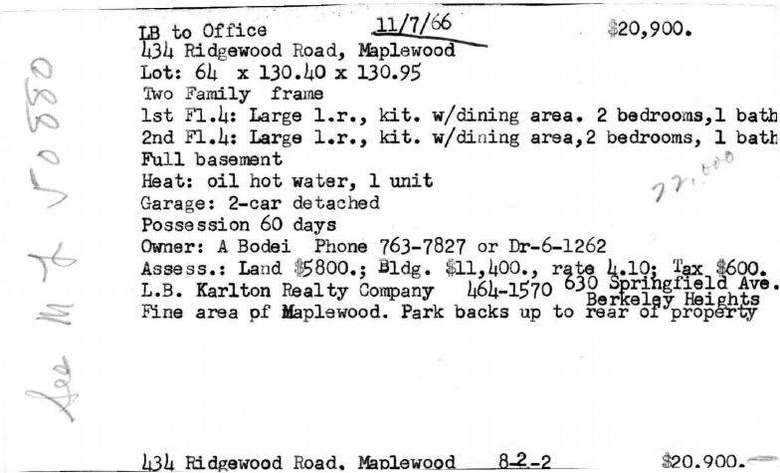 LB to Office 11/7/66 $20,900.
434 Ridgewood Road, Maplewood
Lot: 64 x 130.40 x 130.95
Two Family frame
1st Fl.4: Large l.r., kit. w/dining area. 2 bedrooms,1 bath
2nd Fl.4: Large l.r., kit. w/dining area,2 bedrooms, 1 bath
Full basement
Heat: oil hot water, 1 unit
22,000
Garage: 2-car detached
Possession 60 days
Owner: A Bodei Phone 763-7827 or Dr-6-1262
Assess.: Land $5800.; Bldg. $11,400., rate 4.10; Tax $600.
L.B. Karlton Realty Company 464-1570 630 Springfield Ave.
Berkeley Heights
Fine area pf Maplewood. Park backs up to rear of property
434 Ridgewood Road. Maplewood 8-2-2 $20.900.
See M
50880